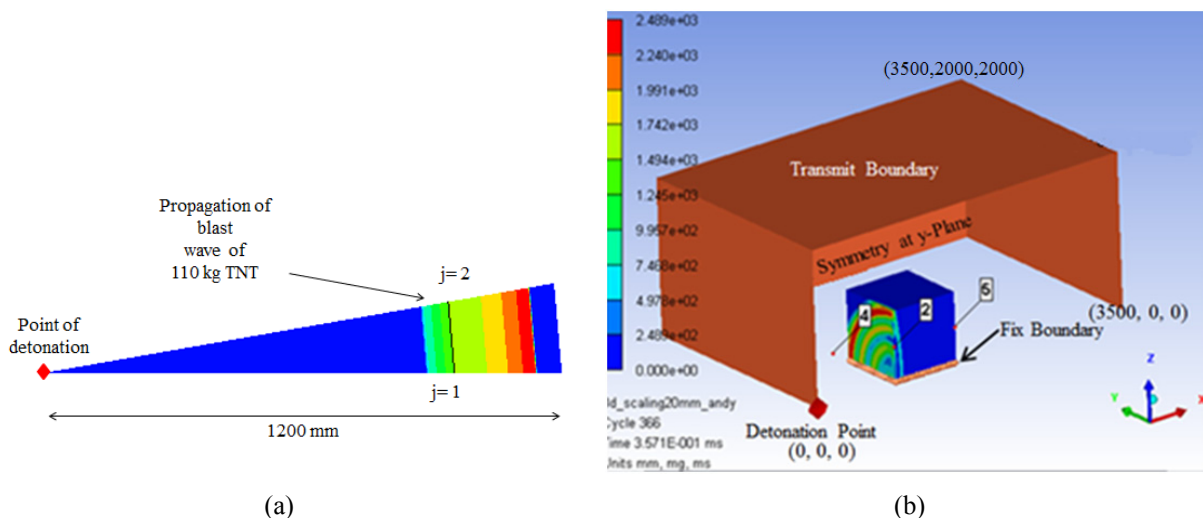 Propagation of
blast
wave of
110 kg TNT
j= 2
Point of
detonation
j= 1
1200 mm
(a)
2.489e+03
2.240e+03
1.991e+03
1.742e+03
1.494e+03
1.245e+03
9.957e+02
7.468e+02
4.978e+02
2.489e+02
0.000e+00
(3500,2000,2000)
Transmit Boundary
Symmetry at y-Plane
4
2
5
(3500, 0, 0)
Fix Boundary
Z
Y
X
3d_scaling20mm_andy
Cycle 366
Time 3.571E-001 ms
Units mm, mg, ms
Detonation Point
(0, 0, 0)
(b)